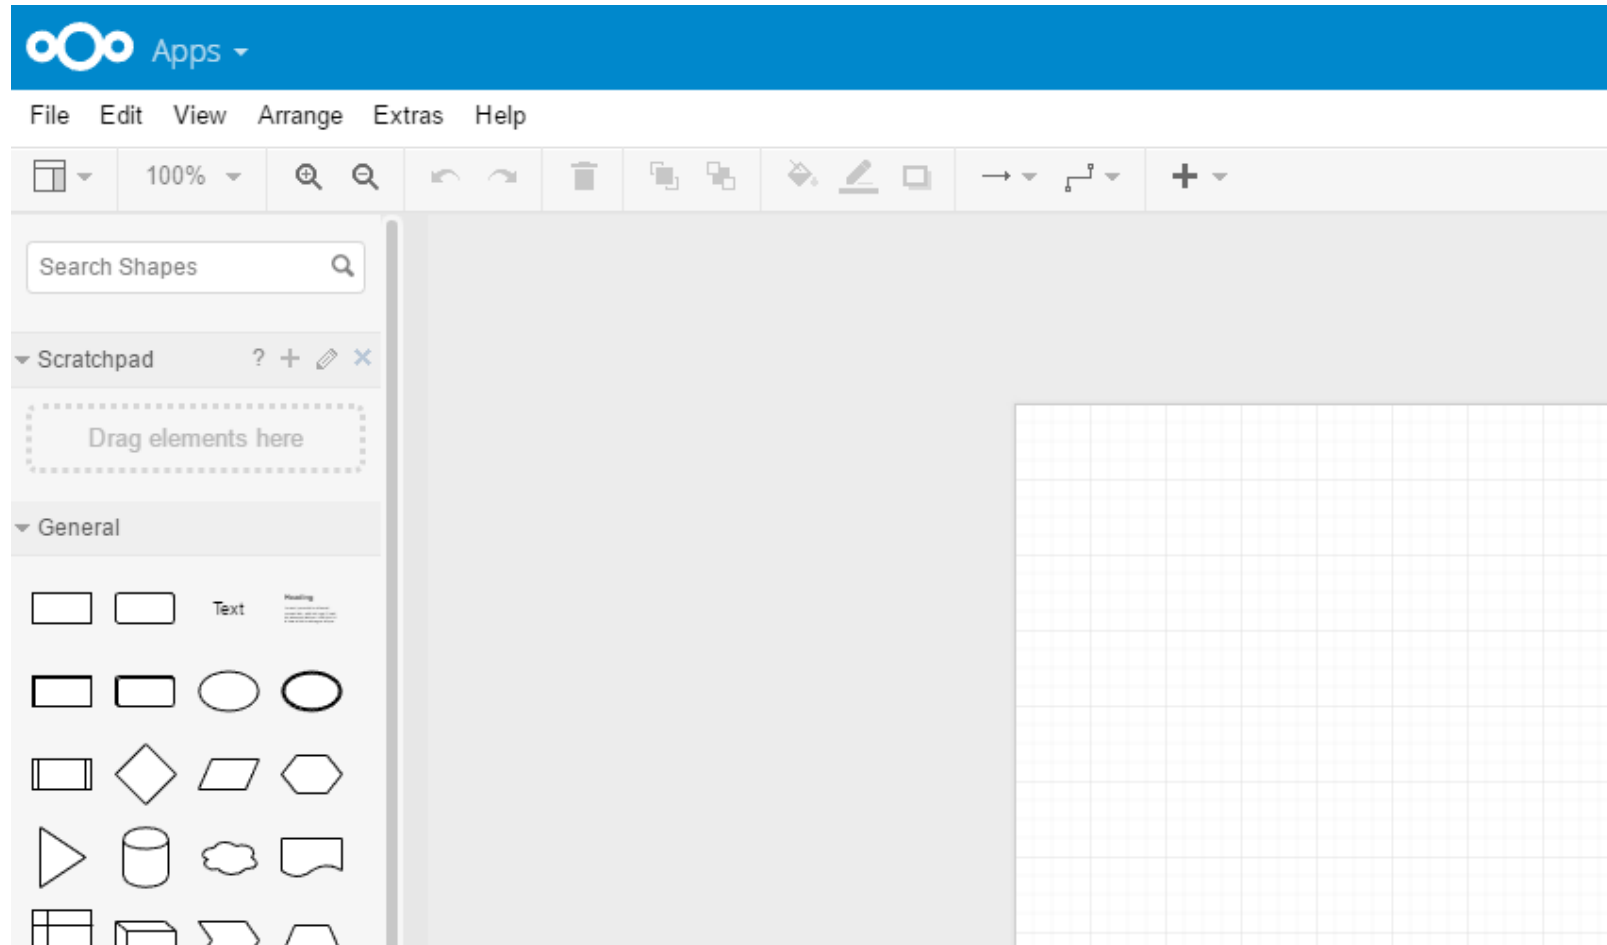 Apps
File Edit View Arrange Extras Help
100%
Search Shapes
Scratchpad ?
Drag elements here
General
Text
Heading